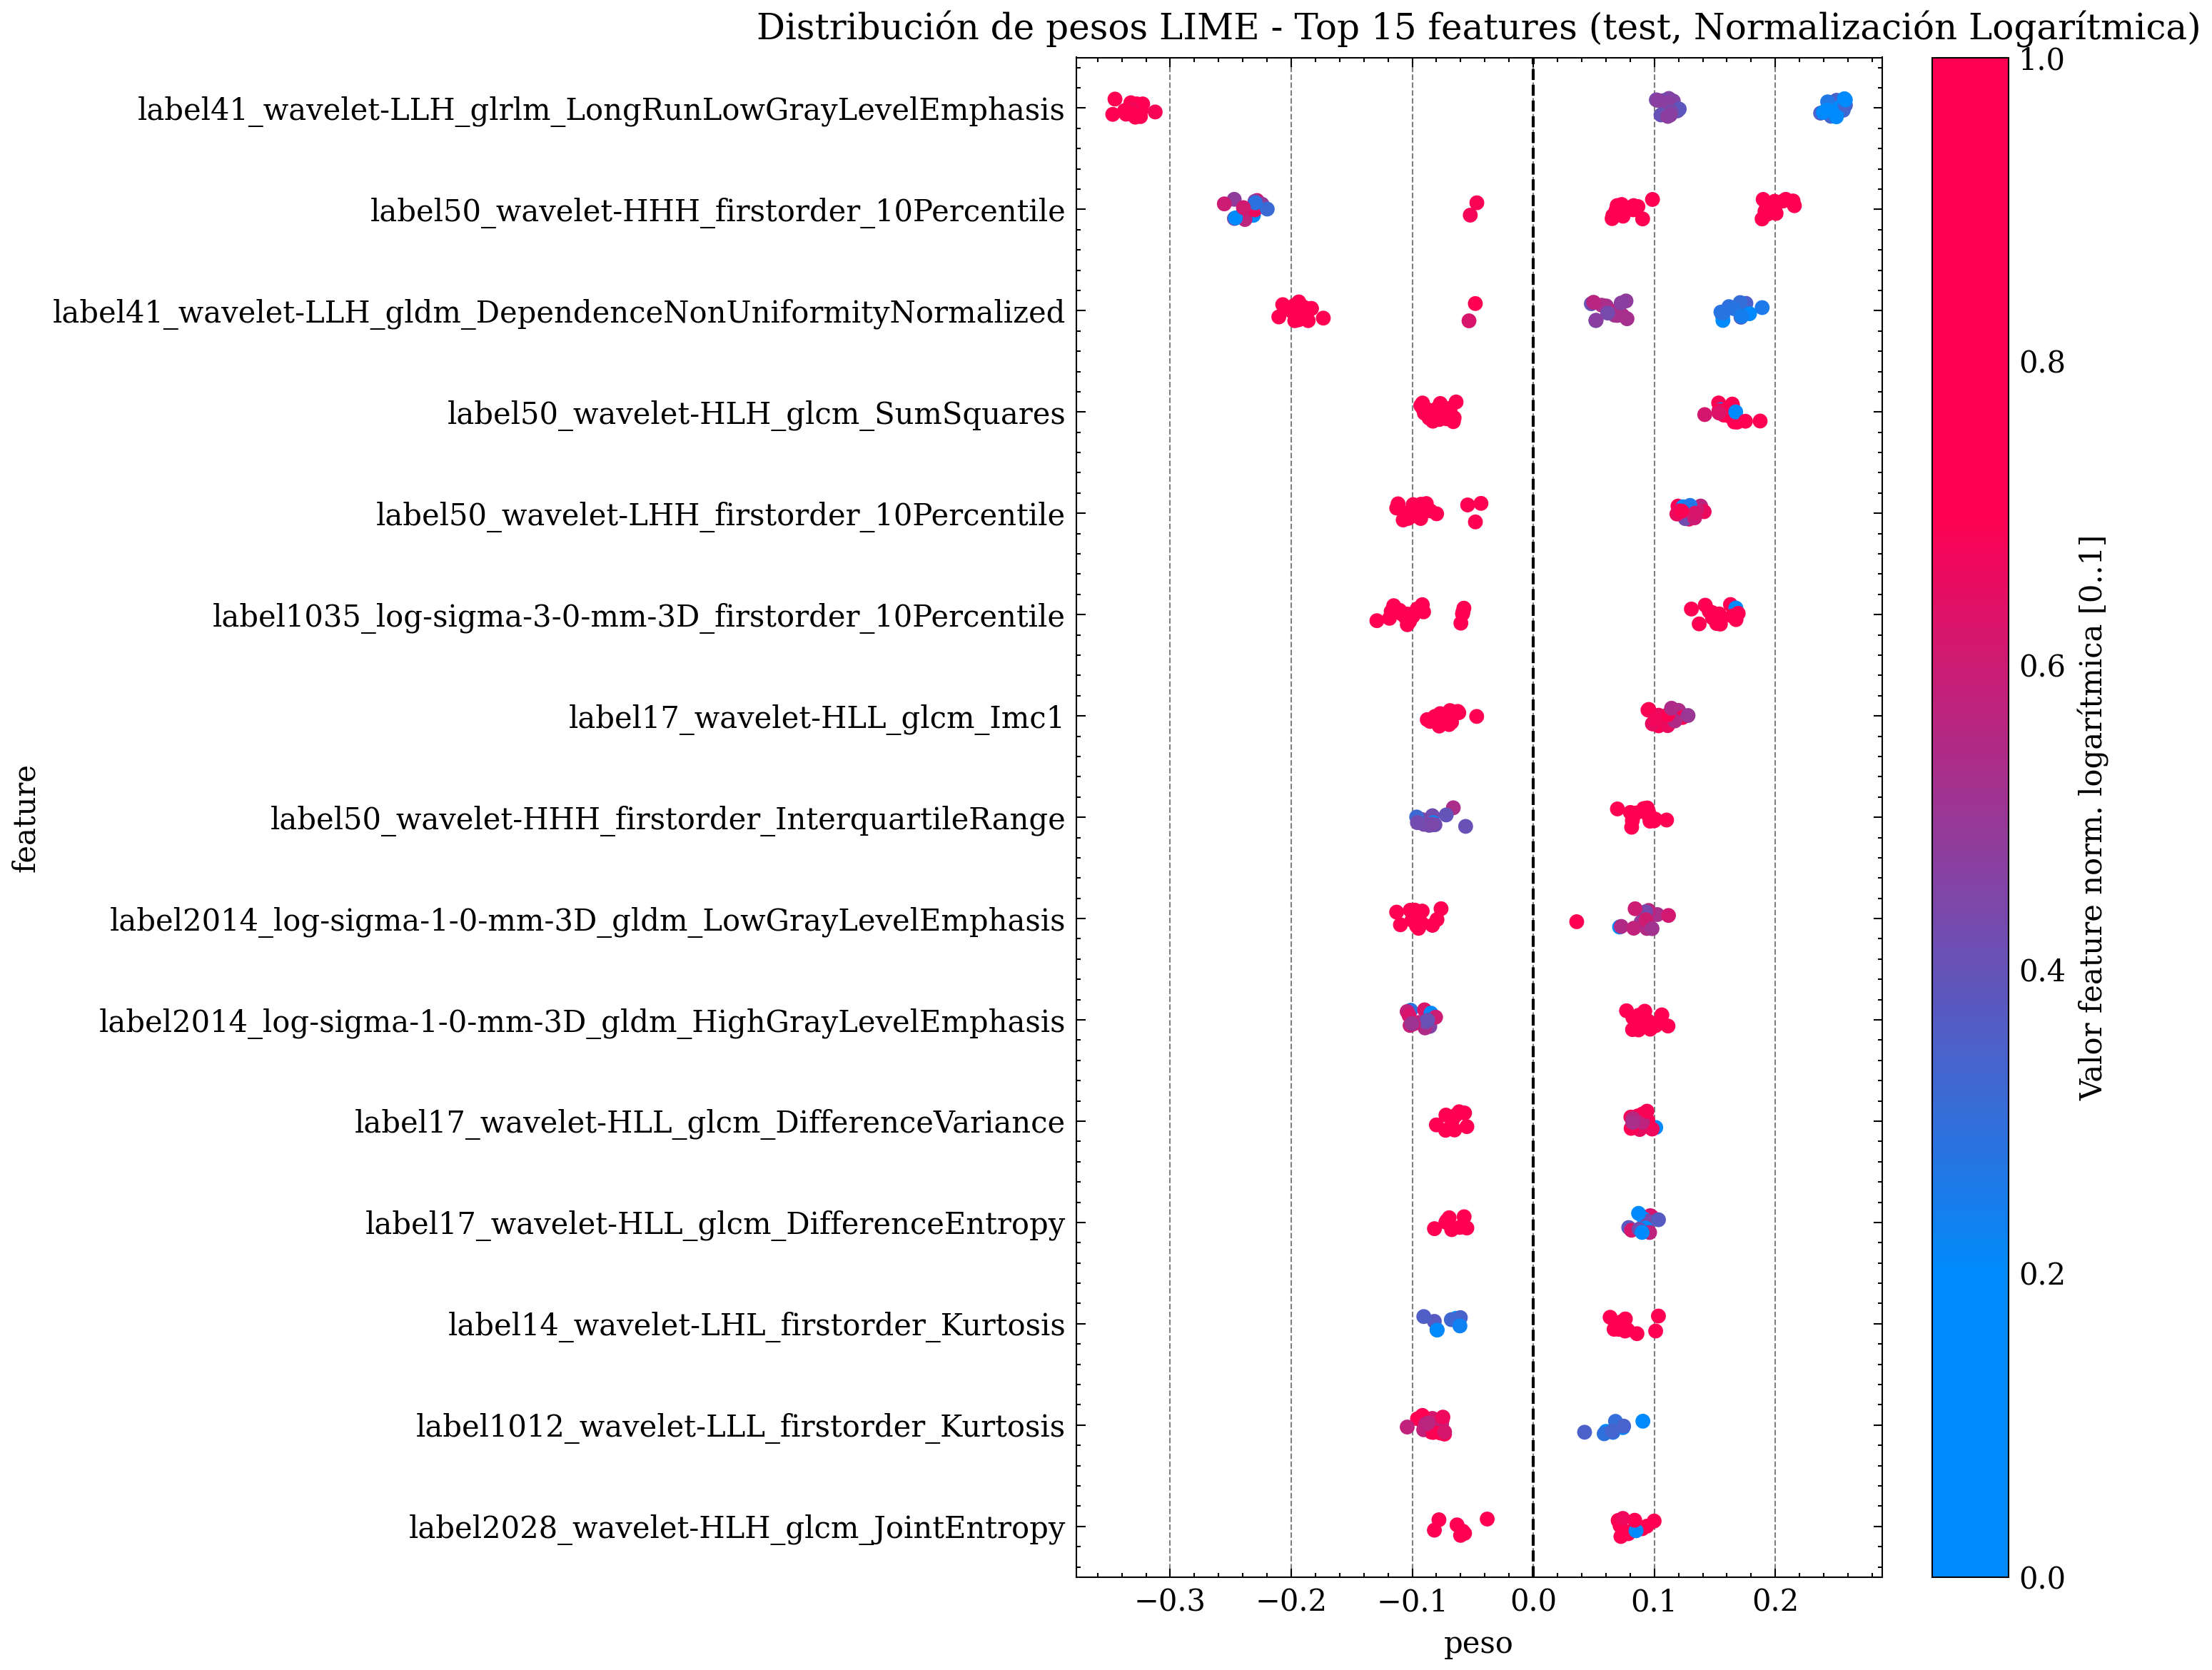 Distribución de pesos LIME - Top 15 features (test, Normalización Logarítmica)
label41_wavelet-LLH_glrlm_LongRunLowGrayLevelEmphasis
label50_wavelet-HHH_firstorder_10Percentile
label41_wavelet-LLH_gldm_DependenceNonUniformityNormalized
label50_wavelet-HLH_glcm_SumSquares
label50_wavelet-LHH_firstorder_10Percentile
label1035_log-sigma-3-0-mm-3D_firstorder_10Percentile
label17_wavelet-HLL_glcm_Imc1
label50_wavelet-HHH_firstorder_InterquartileRange
label2014_log-sigma-1-0-mm-3D_gldm_LowGrayLevelEmphasis
label2014_log-sigma-1-0-mm-3D_gldm_HighGrayLevelEmphasis
label17_wavelet-HLL_glcm_DifferenceVariance
label17_wavelet-HLL_glcm_DifferenceEntropy
label14_wavelet-LHL_firstorder_Kurtosis
label1012_wavelet-LLL_firstorder_Kurtosis
label2028_wavelet-HLH_glcm_JointEntropy
feature
−0.3 −0.2 −0.1 0.0 0.1 0.2
peso
1.0
0.8
0.6
0.4
0.2
0.0
Valor feature norm. logarítmica [0..1]